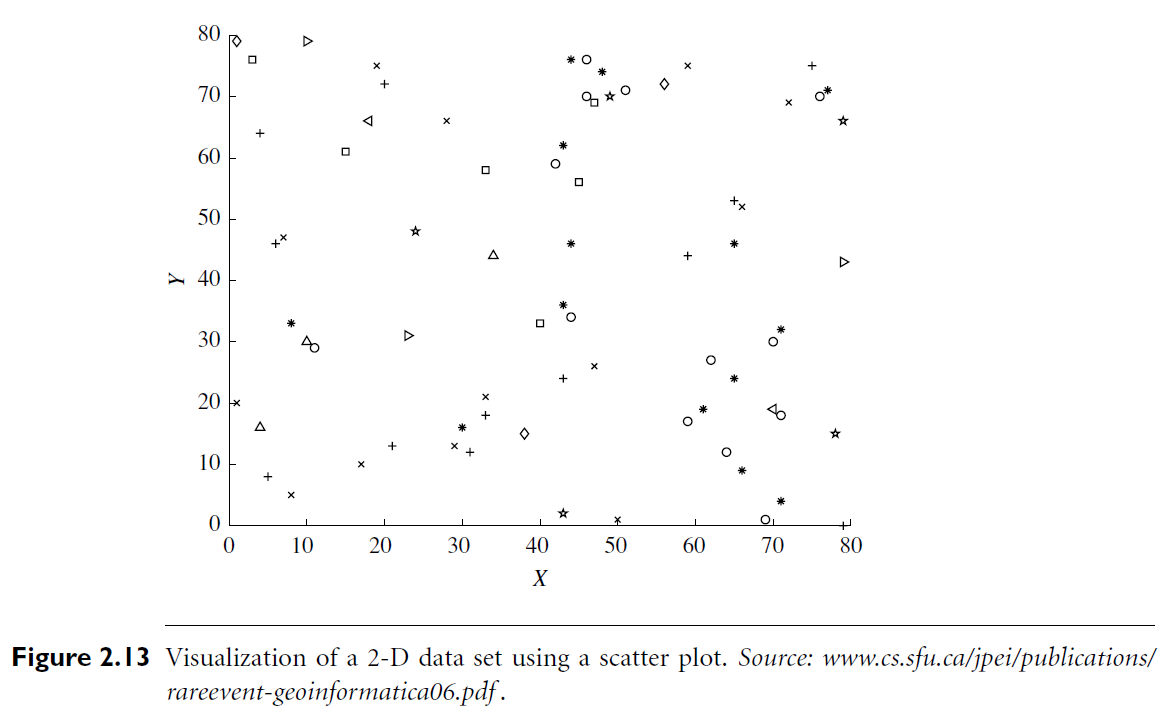 80
70
60
50
40
30
20
10
0
Y
0 10 20 30 40 50 60 70 80
X
Figure 2.13 Visualization of a 2-D data set using a scatter plot. Source: www.cs.sfu.ca/jpei/publications/
rareevent-geoinformatica06.pdf.